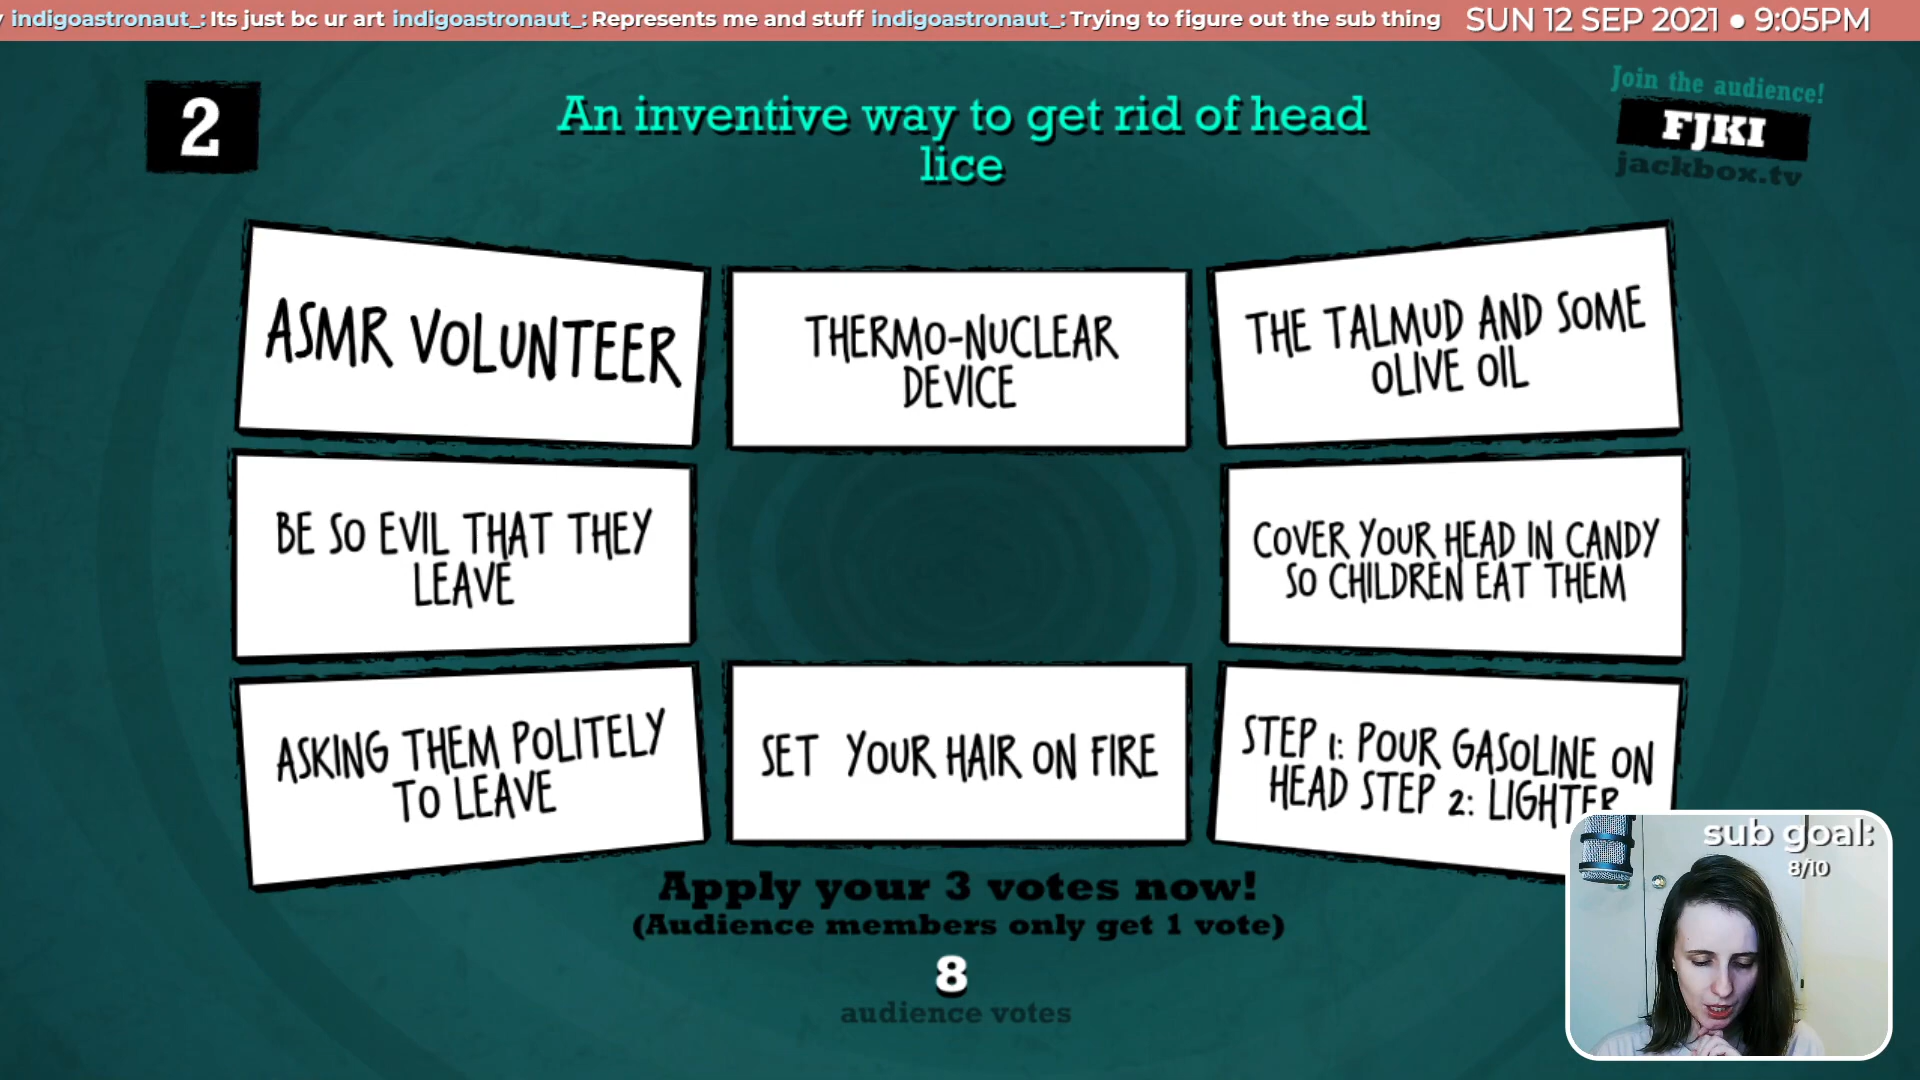 indigoastronaut_: Its just bc ur art indigoastronaut_: Represents me and stuff indigoastronaut_: Trying to figure out the sub thing
SUN 12 SEP 2021 ● 9:05PM
2
An inventive way to get rid of head
lice
Join the audience!
FJKI
jackbox.tv
ASMR VOLUNTEER
THERMO-NUCLEAR
DEVICE
THE TALMUD AND SOME
OLIVE OIL
BE SO EVIL THAT THEY
LEAVE
COVER YOUR HEAD IN CANDY
SO CHILDREN EAT THEM
ASKING THEM POLITELY
TO LEAVE
SET YOUR HAIR ON FIRE
STEP 1: POUR GASOLINE ON
HEAD STEP 2: LIGHTER
Apply your 3 votes now!
(Audience members only get 1 vote)
8
audience votes
sub goal:
8/10